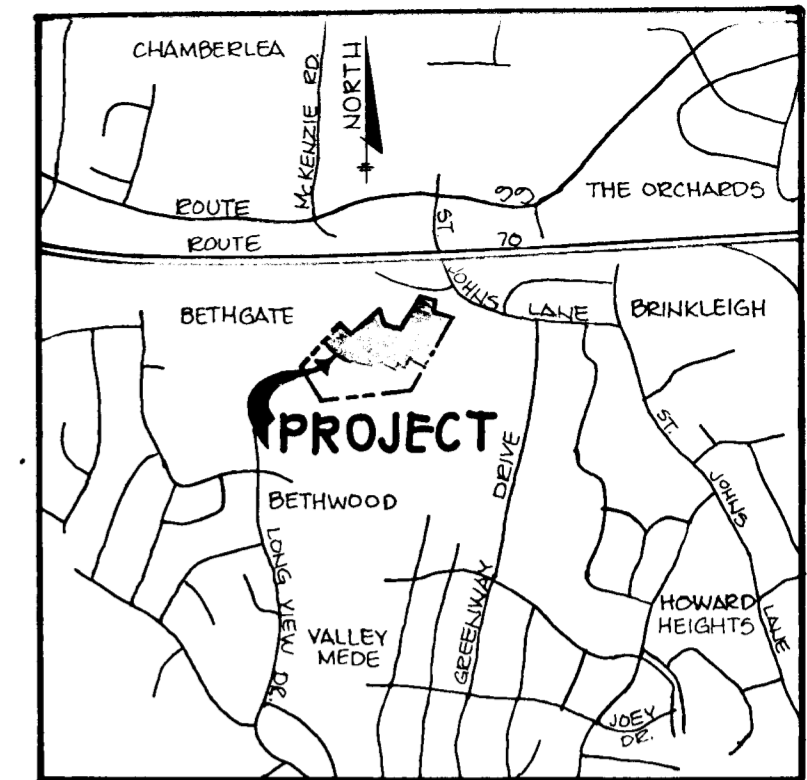 CHAMBERLEA
McKENZIE RD.
NORTH
ROUTE 99
THE ORCHARDS
ROUTE 70
ST. JOHNS LANE
BETHGATE
BRINKLEIGH
PROJECT
ST. JOHNS LANE
GREENWAY DRIVE
BETHWOOD
LONG VIEW DR.
VALLEY
MEDE
HOWARD
HEIGHTS
JOEY
DR.